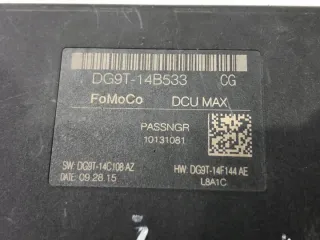 DG9T-14B533 CG
FoMoCo DCU MAX
PASSNGR
10131081
SW: DG9T-14C108 AZ HW: DG9T-14F144 AE
DATE: 09.28.15 L8A1C